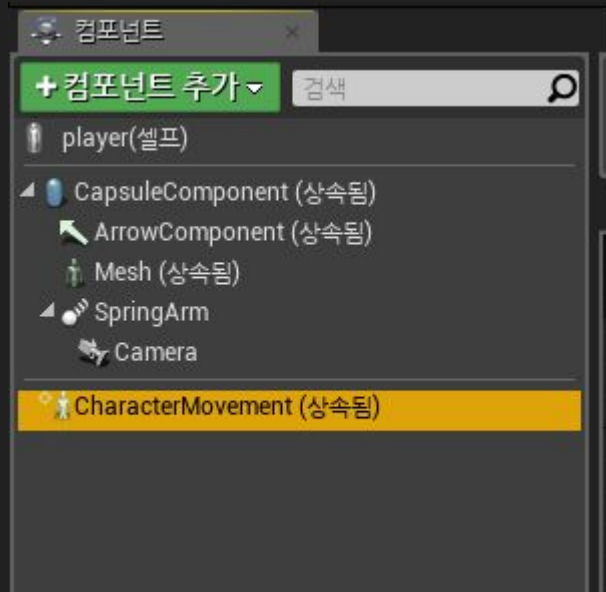 컴포넌트
컴포넌트 추가
검색
player(셀프)
CapsuleComponent (상속됨)
ArrowComponent (상속됨)
Mesh (상속됨)
SpringArm
Camera
CharacterMovement (상속됨)